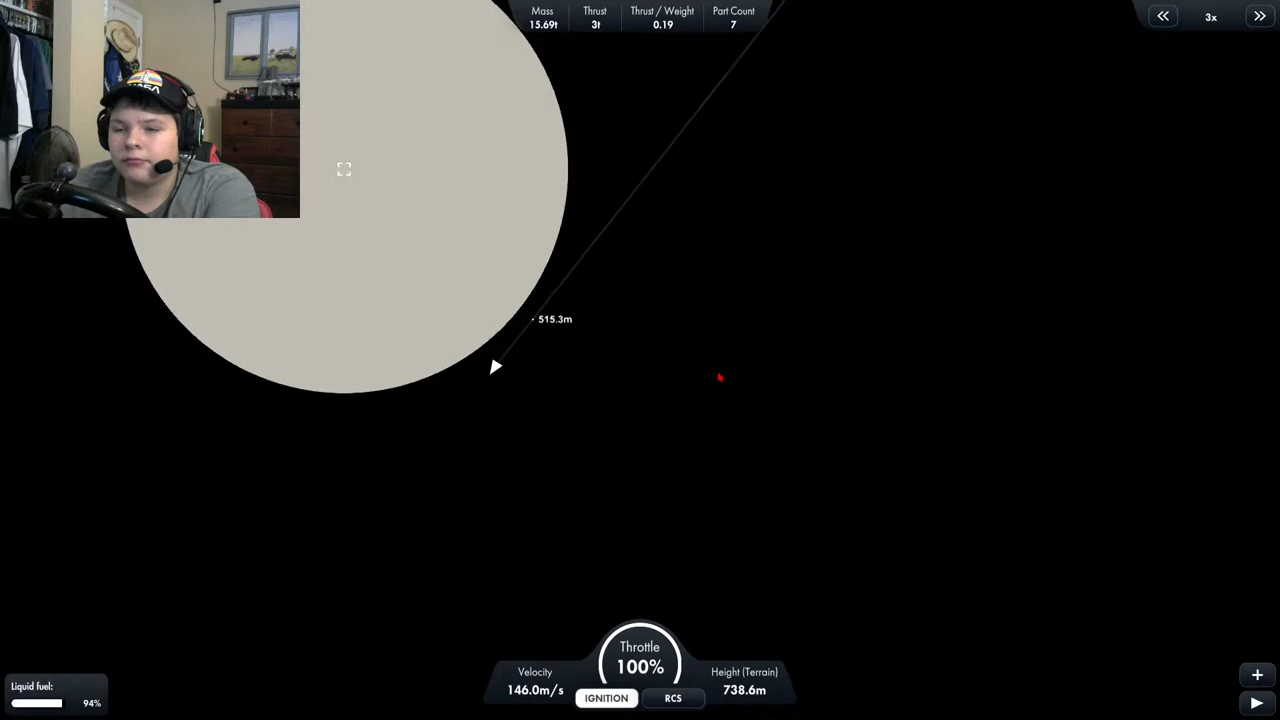 Mass Thrust Thrust / Weight Part Count
15.69t 3t 0.19 7
3x
NASA
515.3m
Throttle
100%
Velocity
146.0m/s
IGNITION
RCS
Height (Terrain)
738.6m
Liquid fuel:
94%